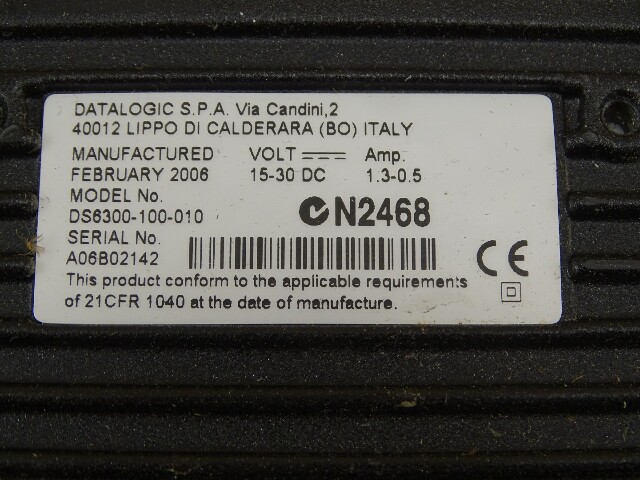 DATALOGIC S.P.A. Via Candini,2
40012 LIPPO DI CALDERARA (BO) ITALY
MANUFACTURED VOLT Amp.
FEBRUARY 2006 15-30 DC 1.3-0.5
MODEL No.
DS6300-100-010 N2468
SERIAL No.
A06B02142 CE
This product conform to the applicable requirements
of 21CFR 1040 at the date of manufacture.